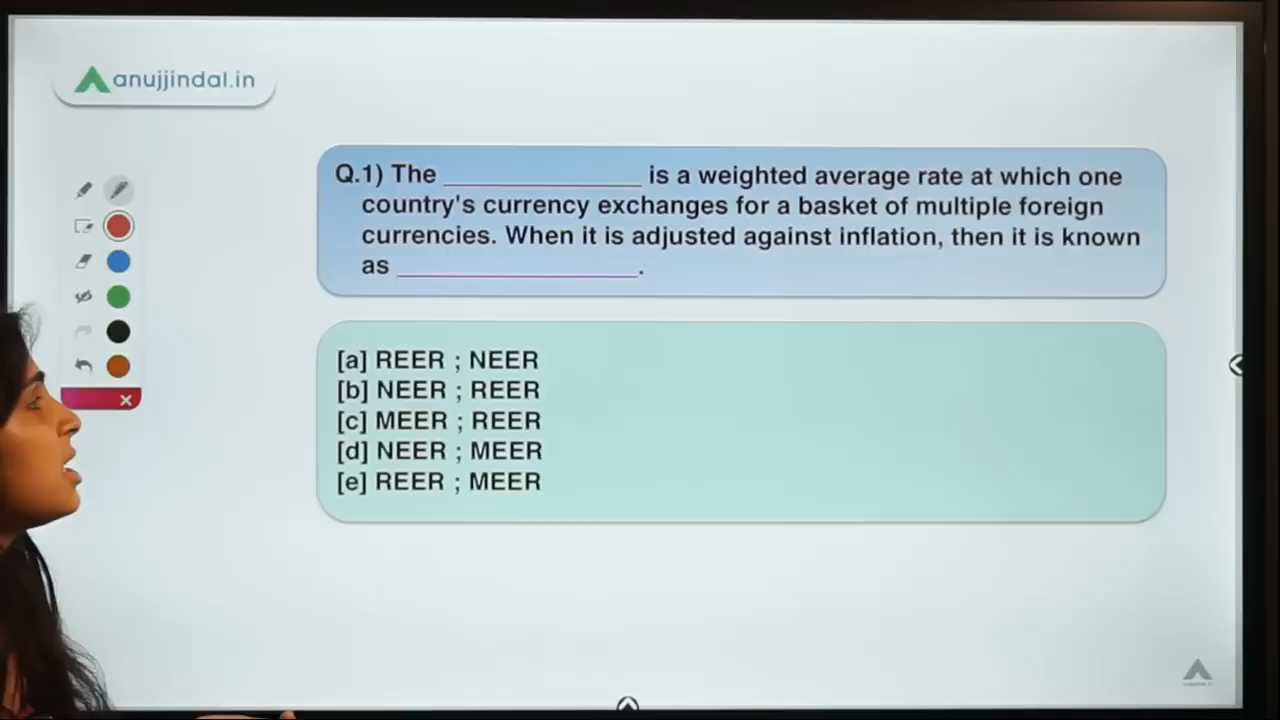 anujjindal.in
Q.1) The ______________ is a weighted average rate at which one
country's currency exchanges for a basket of multiple foreign
currencies. When it is adjusted against inflation, then it is known
as _________________.
[a] REER ; NEER
[b] NEER ; REER
[c] MEER ; REER
[d] NEER ; MEER
[e] REER ; MEER